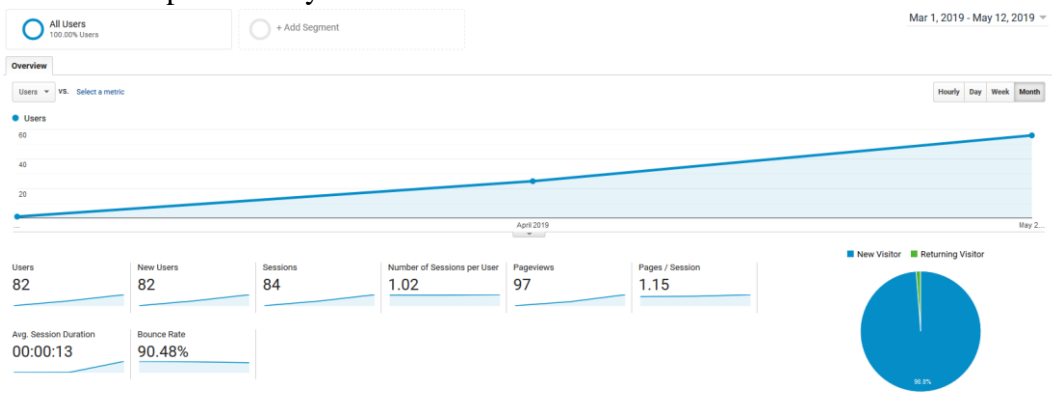 All Users
100.00% Users
+ Add Segment
Mar 1, 2019 - May 12, 2019
Overview
Users VS. Select a metric
Hourly Day Week Month
Users
60
40
20
...
April 2019
May 2...
New Visitor Returning Visitor
Users
82
New Users
82
Sessions
84
Number of Sessions per User
1.02
Pageviews
97
Pages / Session
1.15
Avg. Session Duration
00:00:13
Bounce Rate
90.48%